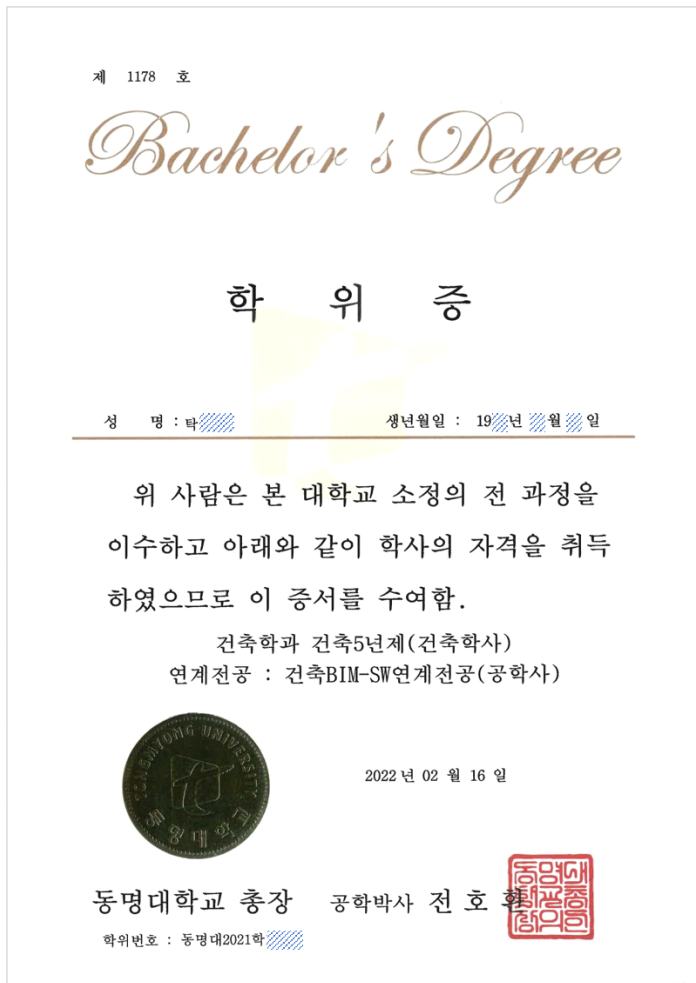 제 1178 호
Bachelor's Degree
학 위 증
성 명 : 탁
생년월일 : 19 년 월 일
위 사람은 본 대학교 소정의 전 과정을
이수하고 아래와 같이 학사의 자격을 취득
하였으므로 이 증서를 수여함.
건축학과 건축5년제(건축학사)
연계전공 : 건축BIM-SW연계전공(공학사)
TONGMYONG UNIVERSITY
동명대학교
2022 년 02 월 16 일
동명대학교 총장 공학박사 전 호 환
학위번호 : 동명대2021학